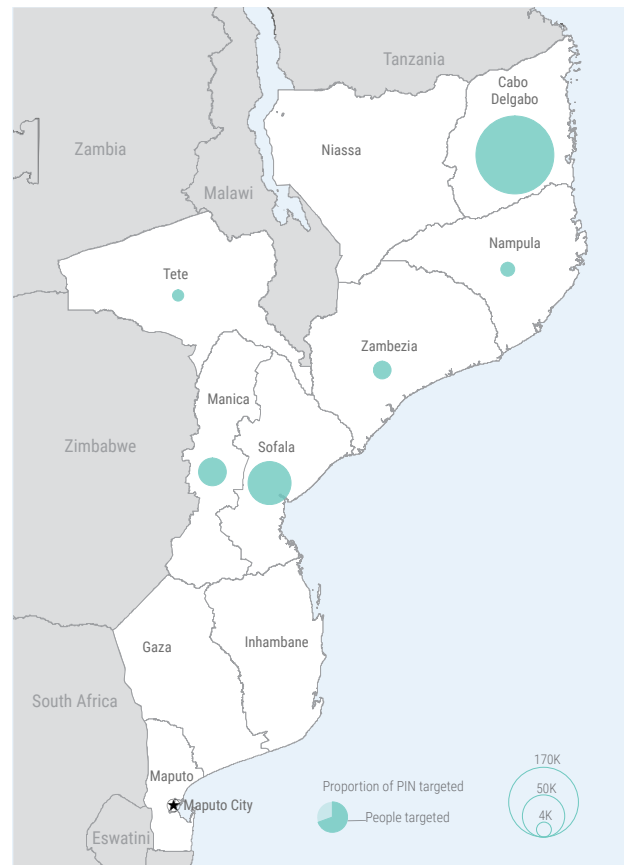 Tanzania
Cabo
Delgabo
Zambia
Niassa
Malawi
Nampula
Tete
Zambezia
Manica
Sofala
Zimbabwe
Gaza
Inhambane
South Africa
Maputo
Maputo City
Eswatini
Proportion of PIN targeted
People targeted
170K
50K
4K